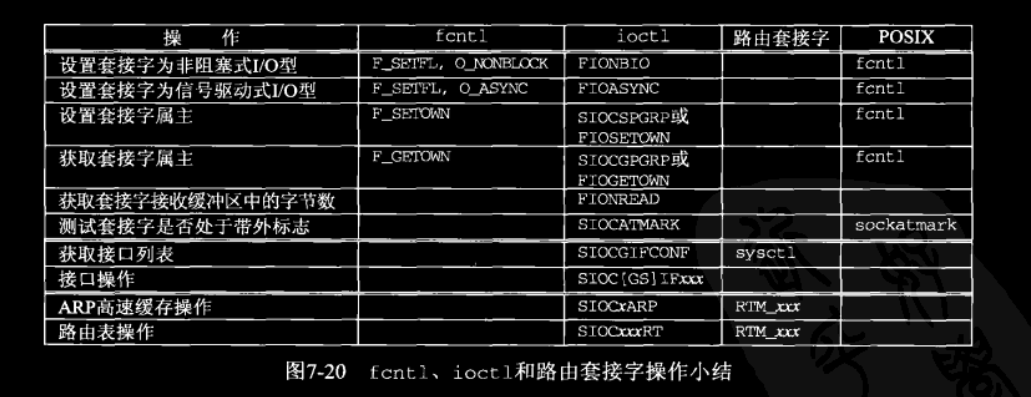 操 作 fcntl ioctl 路由套接字 POSIX
设置套接字为非阻塞式I/O型 F_SETFL, O_NONBLOCK FIONBIO fcntl
设置套接字为信号驱动式I/O型 F_SETFL, O_ASYNC FIOASYNC fcntl
设置套接字属主 F_SETOWN SIOCSPGRP或 fcntl
FIOSETOWN
获取套接字属主 F_GETOWN SIOCGPGRP或 fcntl
FIOGETOWN
获取套接字接收缓冲区中的字节数 FIONREAD
测试套接字是否处于带外标志 SIOCATMARK sockatmark
获取接口列表 SIOCGIFCONF sysctl
接口操作 SIOC[GS]IFxxx
ARP高速缓存操作 SIOCxARP RTM_xxx
路由表操作 SIOCxxxRT RTM_xxx
图7-20 fcntl、ioctl和路由套接字操作小结